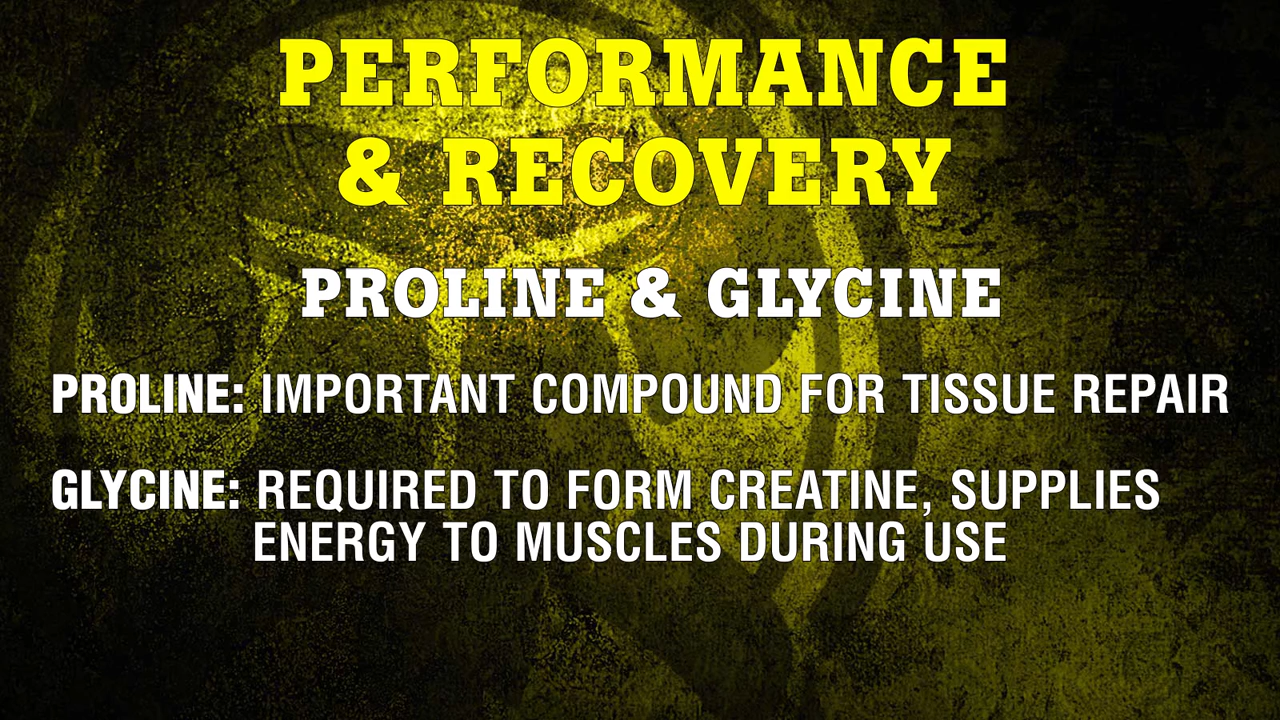 PERFORMANCE
& RECOVERY
PROLINE & GLYCINE
PROLINE: IMPORTANT COMPOUND FOR TISSUE REPAIR
GLYCINE: REQUIRED TO FORM CREATINE, SUPPLIES
ENERGY TO MUSCLES DURING USE